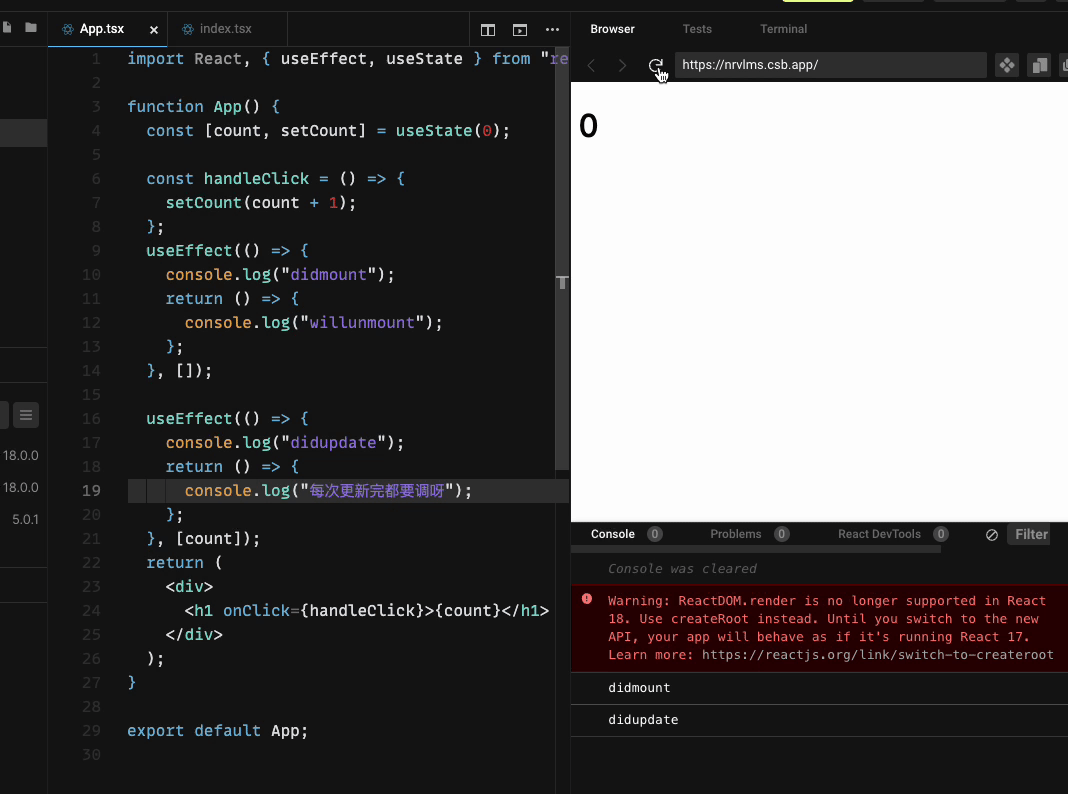 App.tsx
index.tsx
1 import React, { useEffect, useState } from "re
2
3 function App() {
4 const [count, setCount] = useState(0);
5
6 const handleClick = () => {
7 setCount(count + 1);
8 };
9 useEffect(() => {
10 console.log("didmount");
11 return () => {
12 console.log("willunmount");
13 };
14 }, []);
15
16 useEffect(() => {
17 console.log("didupdate");
18 return () => {
19 console.log("每次更新完都要调呀");
20 };
21 }, [count]);
22 return (
23 <div>
24 <h1 onClick={handleClick}>{count}</h1>
25 </div>
26 );
27 }
28
29 export default App;
30
18.0.0
18.0.0
5.0.1
Browser Tests Terminal
https://nrvlms.csb.app/
0
Console 0 Problems 0 React DevTools 0 Filter
Console was cleared
Warning: ReactDOM.render is no longer supported in React
18. Use createRoot instead. Until you switch to the new
API, your app will behave as if it's running React 17.
Learn more: https://reactjs.org/link/switch-to-createroot
didmount
didupdate